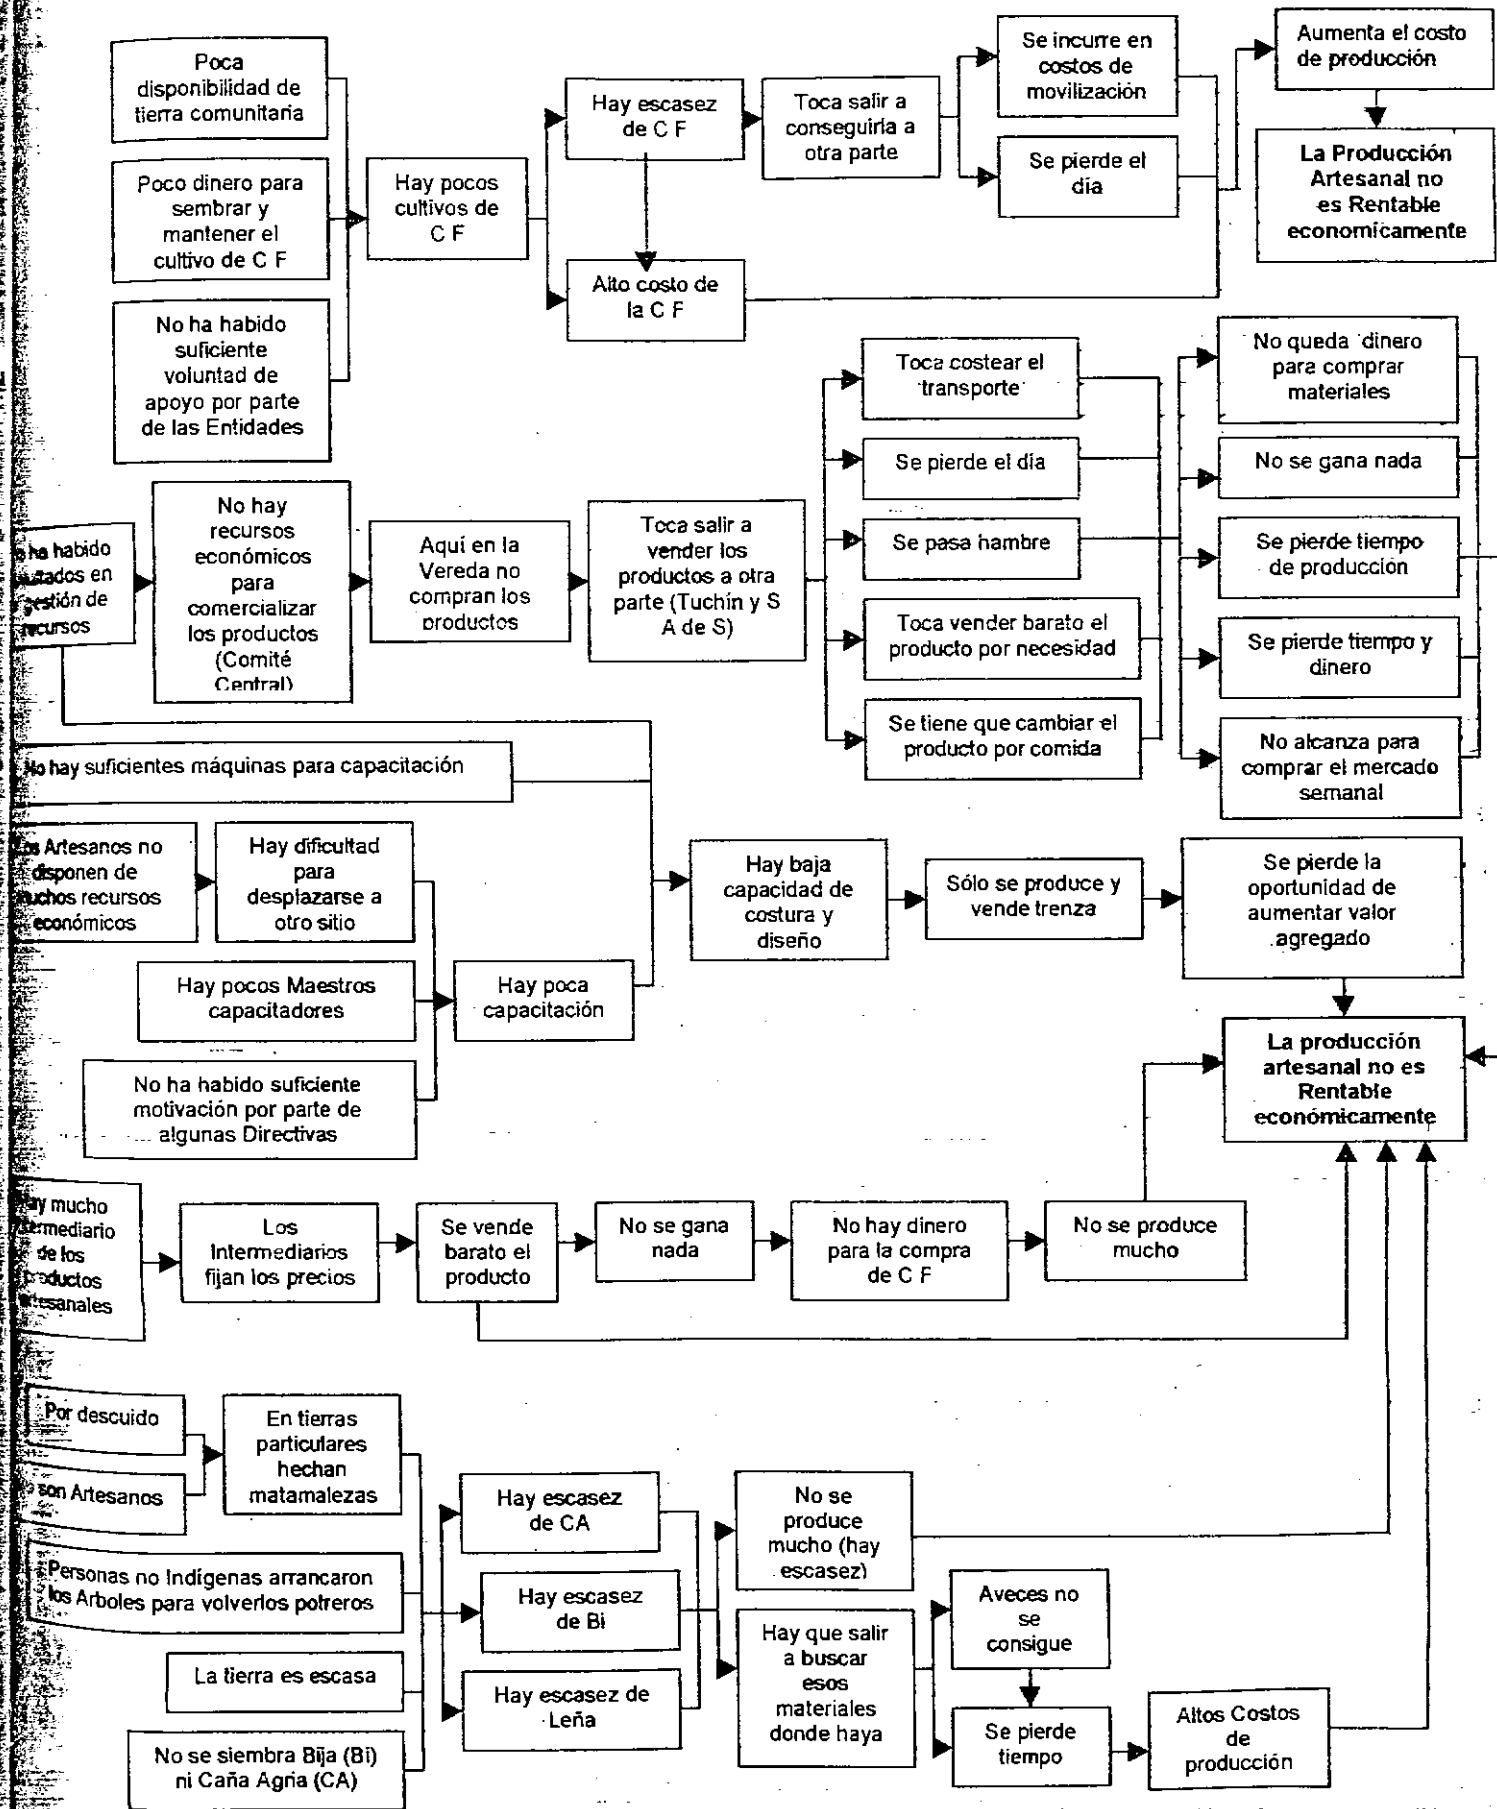 Poca
disponibilidad de
tierra comunitaria
Poco dinero para
sembrar y
mantener el
cultivo de C F
No ha habido
suficiente
voluntad de
apoyo por parte
de las Entidades
Hay pocos
cultivos de
C F
Hay escasez
de C F
Alto costo de
la C F
Toca salir a
conseguirla a
otra parte
Se incurre en
costos de
movilización
Se pierde el
día
Aumenta el costo
de producción
La Producción
Artesanal no
es Rentable
economicamente
ha habido
en
gestión de
recursos
No hay
recursos
económicos
para
comercializar
los productos
(Comité
Central)
Aquí en la
Vereda no
compran los
productos
Toca salir a
vender los
productos a otra
parte (Tuchín y S
A de S)
Toca costear el
transporte
Se pierde el día
Se pasa hambre
Toca vender barato el
producto por necesidad
Se tiene que cambiar el
producto por comida
No queda dinero
para comprar
materiales
No se gana nada
Se pierde tiempo
de producción
Se pierde tiempo y
dinero
No alcanza para
comprar el mercado
semanal
No hay suficientes máquinas para capacitación
Artesanos no
disponen de
recursos
económicos
Hay dificultad
para
desplazarse a
otro sitio
Hay pocos Maestros
capacitadores
No ha habido suficiente
motivación por parte de
algunas Directivas
Hay poca
capacitación
Hay baja
capacidad de
costura y
diseño
Sólo se produce y
vende trenza
Se pierde la
oportunidad de
aumentar valor
agregado
La producción
artesanal no es
Rentable
económicamente
mucho
de los
Los
Intermediarios
fijan los precios
Se vende
barato el
producto
No se gana
nada
No hay dinero
para la compra
de C F
No se produce
mucho
Por descuido
son Artesanos
En tierras
particulares
hechan
matamalezas
Personas no Indígenas arrancaron
los Arboles para volverlos potreros
La tierra es escasa
No se siembra Bija (Bi)
ni Caña Agria (CA)
Hay escasez
de CA
Hay escasez
de Bi
Hay escasez de
Leña
No se
produce
mucho (hay
escasez)
Hay que salir
a buscar
esos
materiales
donde haya
Aveces no
se
consigue
Se pierde
tiempo
Altos Costos
de
producción